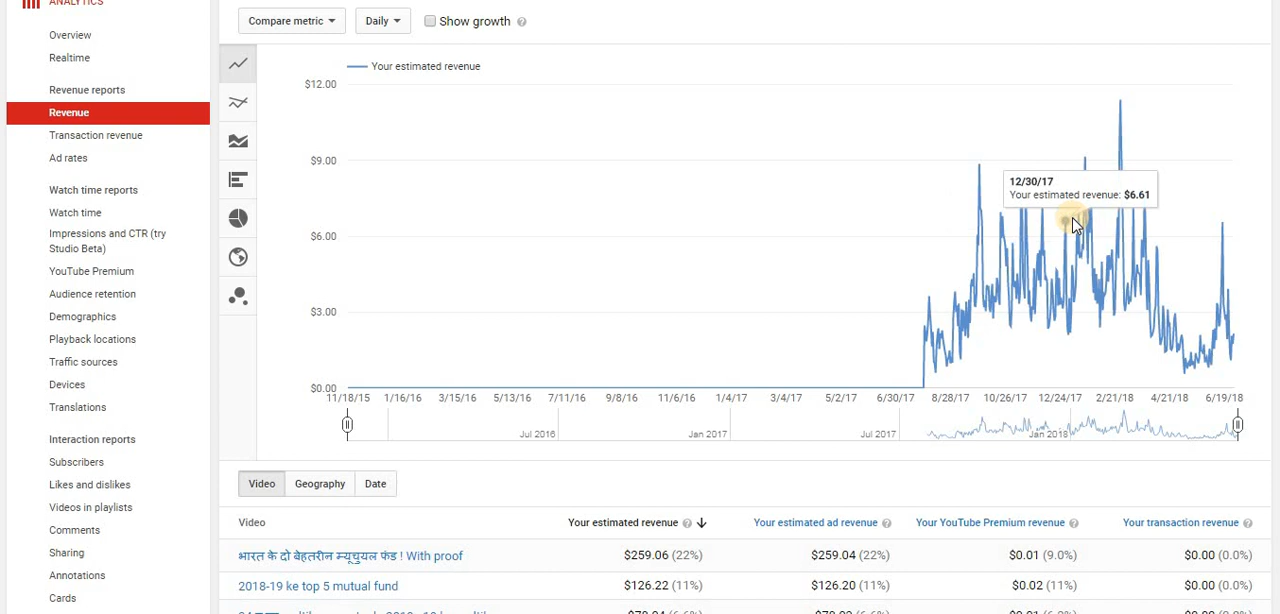 ANALYTICS
Overview
Realtime
Revenue reports
Revenue
Transaction revenue
Ad rates
Watch time reports
Watch time
Impressions and CTR (try
Studio Beta)
YouTube Premium
Audience retention
Demographics
Playback locations
Traffic sources
Devices
Translations
Interaction reports
Subscribers
Likes and dislikes
Videos in playlists
Comments
Sharing
Annotations
Cards
Compare metric Daily Show growth
Your estimated revenue
$12.00
$9.00
$6.00
$3.00
$0.00
12/30/17
Your estimated revenue: $6.61
11/18/15 1/16/16 3/15/16 5/13/16 7/11/16 9/8/16 11/6/16 1/4/17 3/4/17 5/2/17 6/30/17 8/28/17 10/26/17 12/24/17 2/21/18 4/21/18 6/19/18
Jul 2016 Jan 2017 Jul 2017 Jan 2018
Video Geography Date
Video Your estimated revenue Your estimated ad revenue Your YouTube Premium revenue Your transaction revenue
भारत के दो बेहतरीन म्यूचुयल फंड ! With proof $259.06 (22%) $259.04 (22%) $0.01 (9.0%) $0.00 (0.0%)
2018-19 ke top 5 mutual fund $126.22 (11%) $126.20 (11%) $0.02 (11%) $0.00 (0.0%)